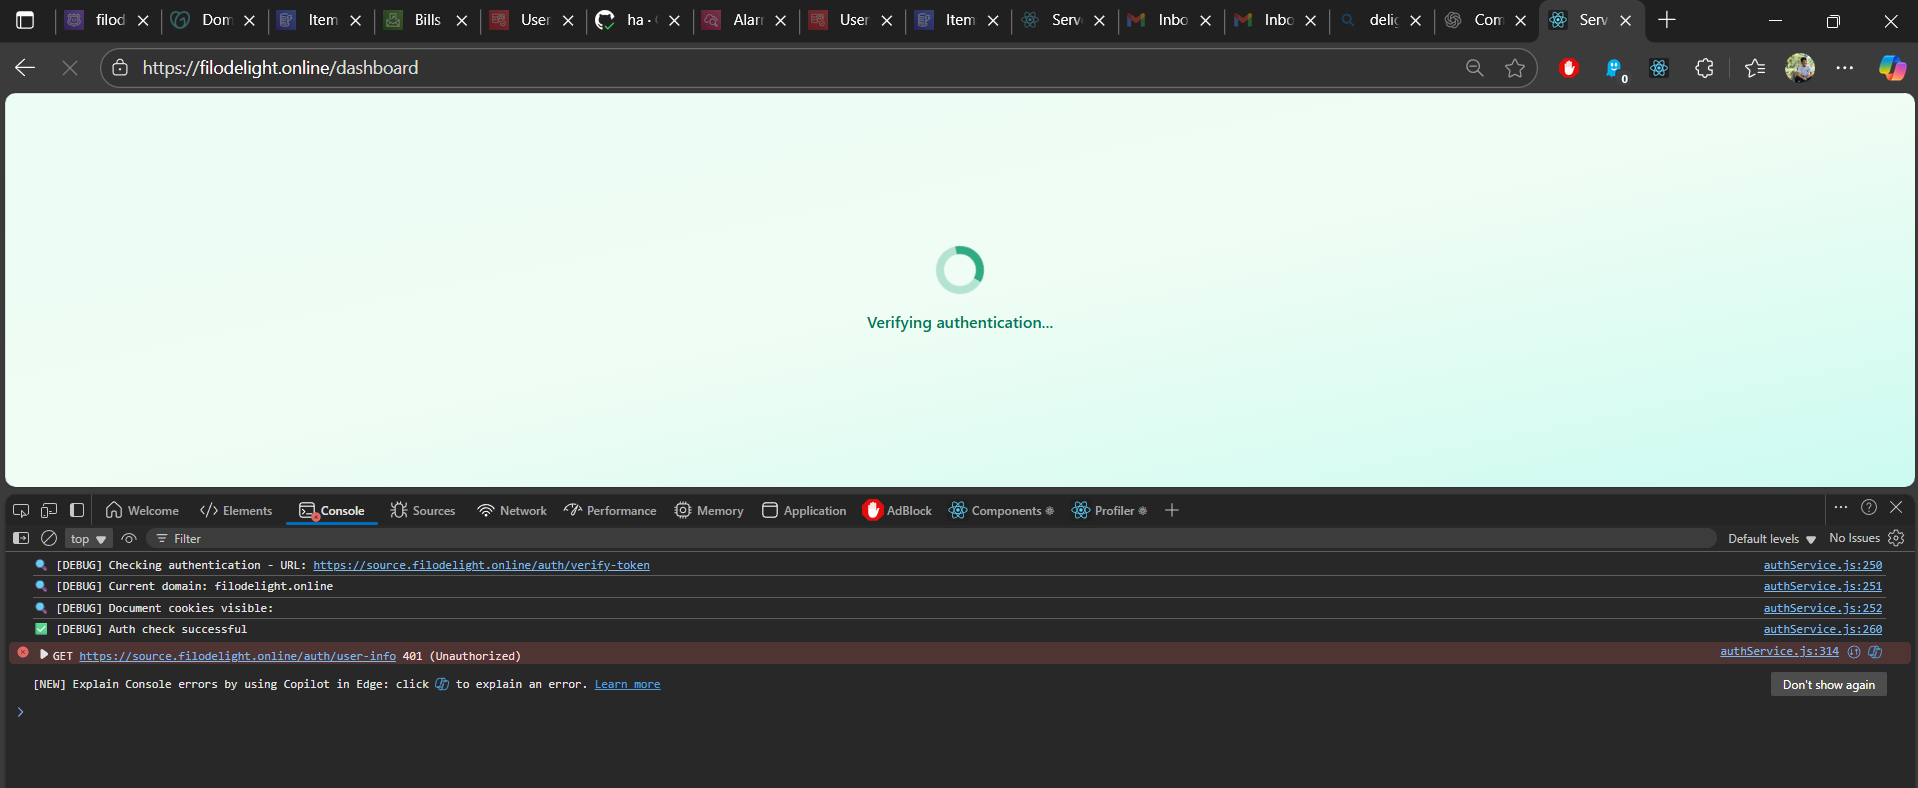 filod
Dom
Item
Bills
User
ha · 
Alarm
User
Item
Serv
Inbo
Inbo
delig
Com
Serv
https://filodelight.online/dashboard
0
Verifying authentication...
Welcome
Elements
Console
Sources
Network
Performance
Memory
Application
AdBlock
Components
Profiler
top
Filter
Default levels
No Issues
[DEBUG] Checking authentication - URL: https://source.filodelight.online/auth/verify-token authService.js:250
[DEBUG] Current domain: filodelight.online authService.js:251
[DEBUG] Document cookies visible: authService.js:252
[DEBUG] Auth check successful authService.js:260
GET https://source.filodelight.online/auth/user-info 401 (Unauthorized) authService.js:314
[NEW] Explain Console errors by using Copilot in Edge: click to explain an error. Learn more Don't show again